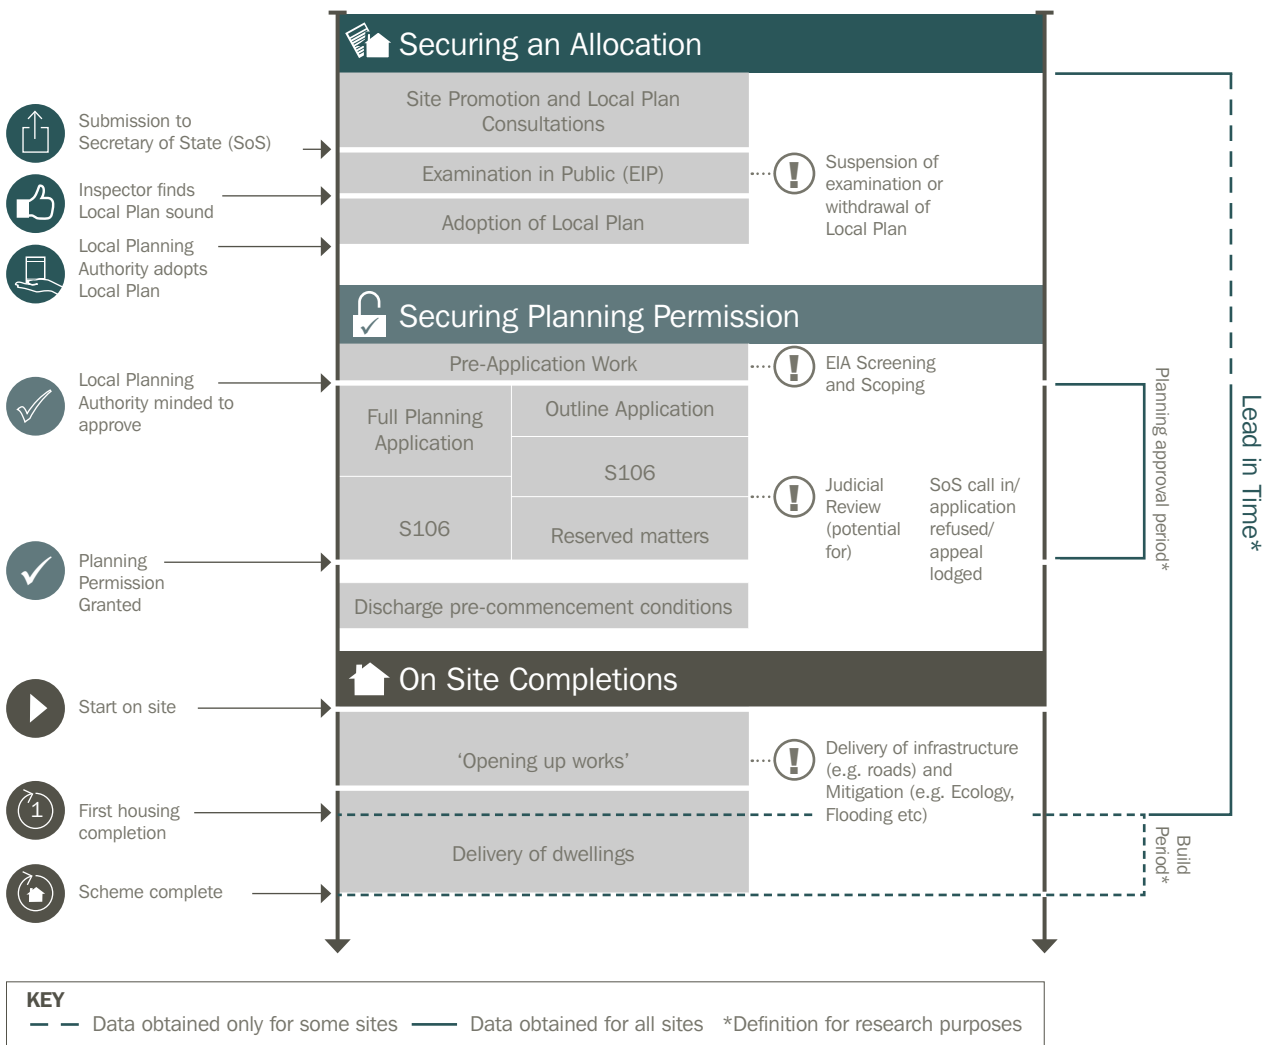 Securing an Allocation
Site Promotion and Local Plan
Consultations
Submission to
Secretary of State (SoS)
Examination in Public (EIP)
Suspension of
examination or
withdrawal of
Local Plan
Inspector finds
Local Plan sound
Adoption of Local Plan
Local Planning
Authority adopts
Local Plan
Securing Planning Permission
Pre-Application Work
EIA Screening
and Scoping
Local Planning
Authority minded to
approve
Full Planning
Application
Outline Application
S106
S106
Reserved matters
Judicial
Review
(potential
for)
SoS call in/
application
refused/
appeal
lodged
Planning approval period*
Lead in Time*
Planning
Permission
Granted
Discharge pre-commencement conditions
On Site Completions
Start on site
‘Opening up works’
Delivery of infrastructure
(e.g. roads) and
Mitigation (e.g. Ecology,
Flooding etc)
1
First housing
completion
Delivery of dwellings
Build
Period*
Scheme complete
KEY
Data obtained only for some sites
Data obtained for all sites
*Definition for research purposes